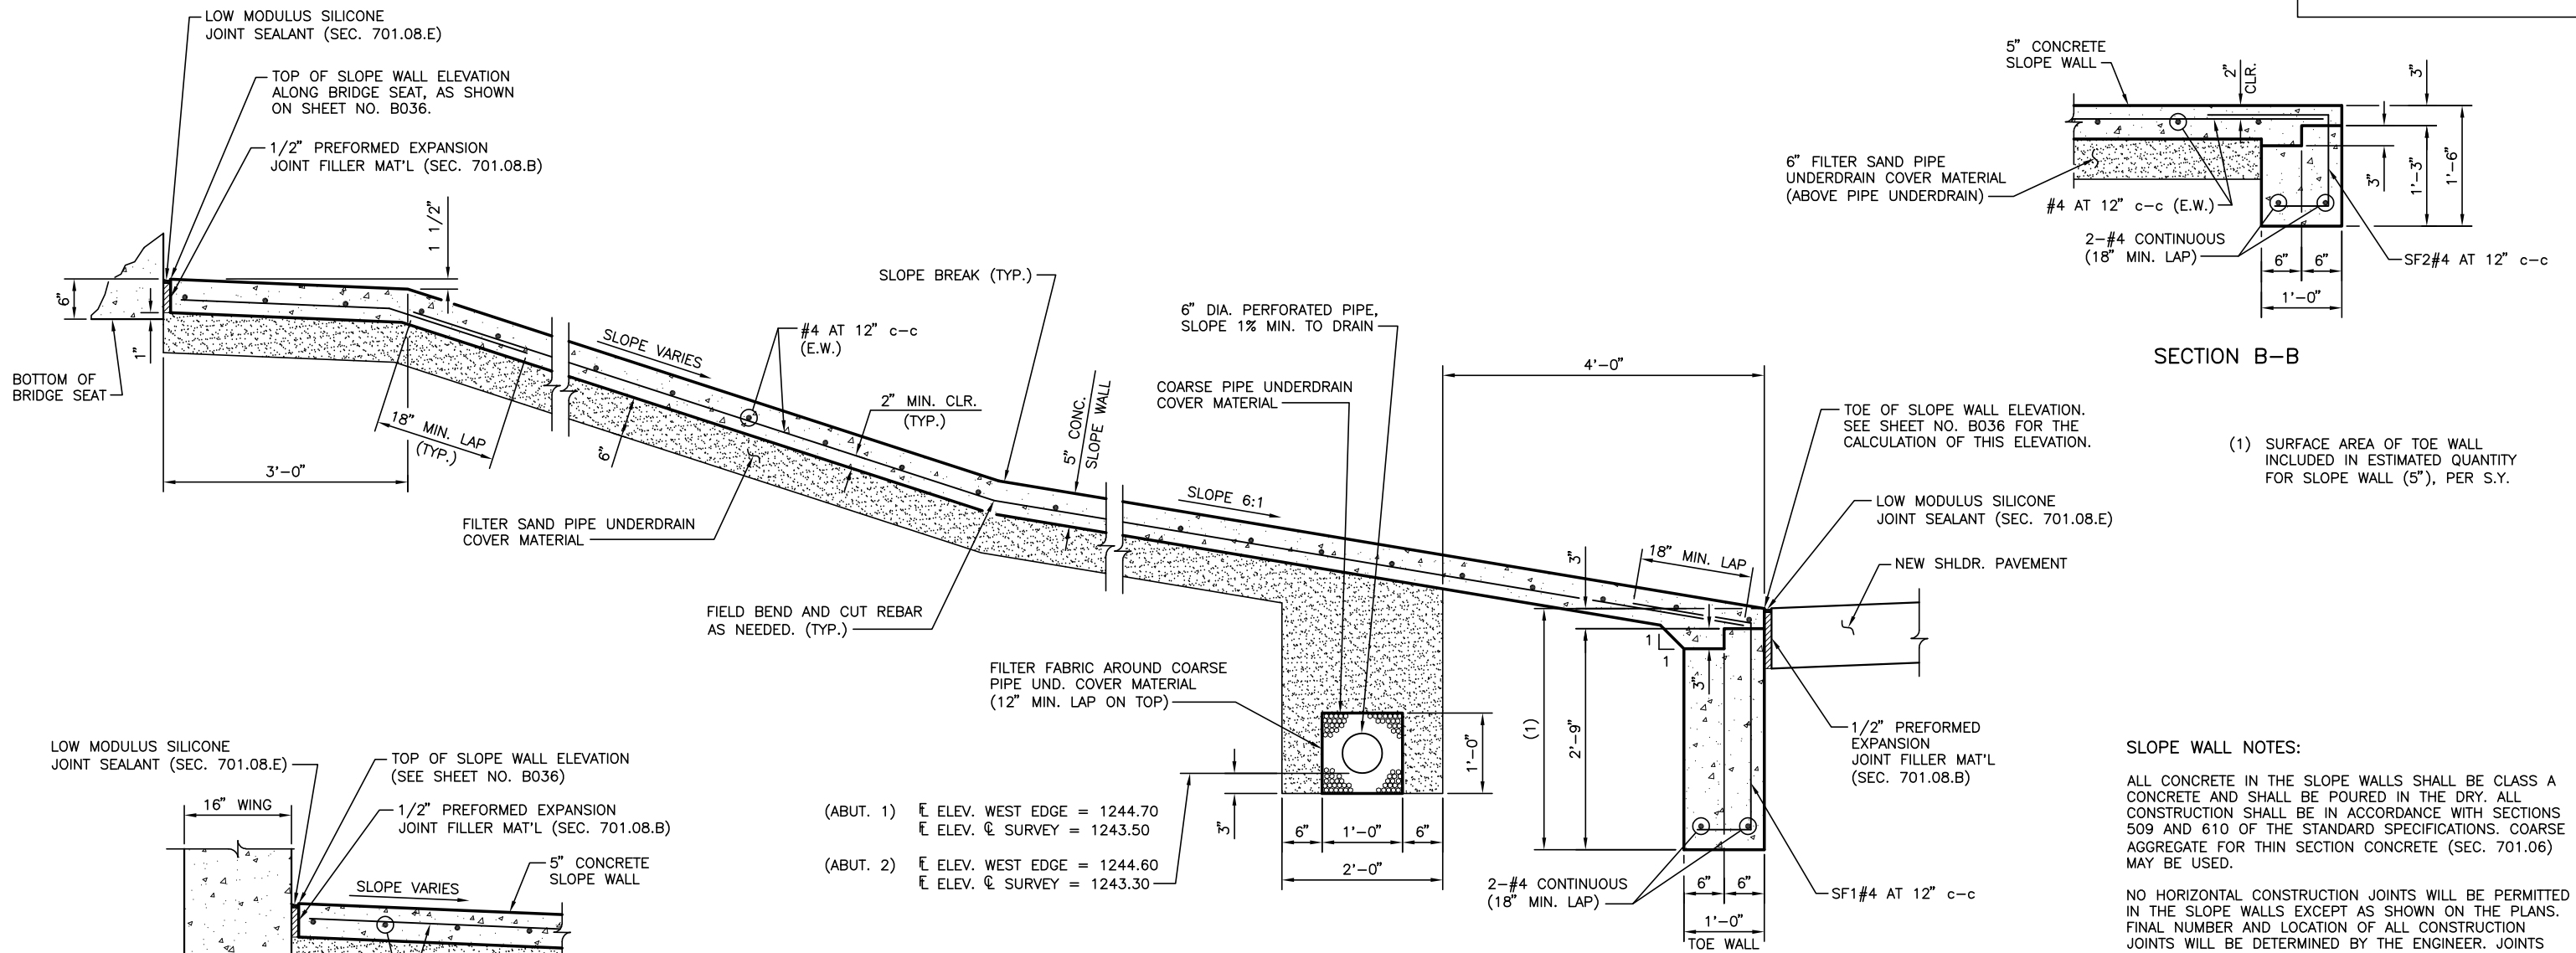 LOW MODULUS SILICONE
JOINT SEALANT (SEC. 701.08.E)
TOP OF SLOPE WALL ELEVATION
ALONG BRIDGE SEAT, AS SHOWN
ON SHEET NO. B036.
1/2" PREFORMED EXPANSION
JOINT FILLER MAT'L (SEC. 701.08.B)
1 1/2"
6"
1"
BOTTOM OF
BRIDGE SEAT
3'-0"
18" MIN. LAP
(TYP.)
SLOPE VARIES
#4 AT 12" c-c
(E.W.)
6"
2" MIN. CLR.
(TYP.)
FILTER SAND PIPE UNDERDRAIN
COVER MATERIAL
SLOPE BREAK (TYP.)
5" CONC.
SLOPE WALL
FIELD BEND AND CUT REBAR
AS NEEDED. (TYP.)
6" DIA. PERFORATED PIPE,
SLOPE 1% MIN. TO DRAIN
COARSE PIPE UNDERDRAIN
COVER MATERIAL
SLOPE 6:1
4'-0"
FILTER FABRIC AROUND COARSE
PIPE UND. COVER MATERIAL
(12" MIN. LAP ON TOP)
3"
1'-0"
6"
1'-0"
6"
2'-0"
(ABUT. 1) FL ELEV. WEST EDGE = 1244.70
FL ELEV. CL SURVEY = 1243.50
(ABUT. 2) FL ELEV. WEST EDGE = 1244.60
FL ELEV. CL SURVEY = 1243.30
3"
18" MIN. LAP
1
1
3"
(1)
2'-9"
2-#4 CONTINUOUS
(18" MIN. LAP)
6"
6"
1'-0"
TOE WALL
SF1#4 AT 12" c-c
TOE OF SLOPE WALL ELEVATION.
SEE SHEET NO. B036 FOR THE
CALCULATION OF THIS ELEVATION.
LOW MODULUS SILICONE
JOINT SEALANT (SEC. 701.08.E)
NEW SHLDR. PAVEMENT
1/2" PREFORMED
EXPANSION
JOINT FILLER MAT'L
(SEC. 701.08.B)
5" CONCRETE
SLOPE WALL
2"
CLR.
3"
6" FILTER SAND PIPE
UNDERDRAIN COVER MATERIAL
(ABOVE PIPE UNDERDRAIN)
#4 AT 12" c-c (E.W.)
2-#4 CONTINUOUS
(18" MIN. LAP)
3"
1'-3"
1'-6"
6"
6"
1'-0"
SF2#4 AT 12" c-c
SECTION B-B
(1) SURFACE AREA OF TOE WALL
INCLUDED IN ESTIMATED QUANTITY
FOR SLOPE WALL (5"), PER S.Y.
LOW MODULUS SILICONE
JOINT SEALANT (SEC. 701.08.E)
TOP OF SLOPE WALL ELEVATION
(SEE SHEET NO. B036)
16" WING
1/2" PREFORMED EXPANSION
JOINT FILLER MAT'L (SEC. 701.08.B)
5" CONCRETE
SLOPE WALL
SLOPE VARIES
SLOPE WALL NOTES:
ALL CONCRETE IN THE SLOPE WALLS SHALL BE CLASS A
CONCRETE AND SHALL BE POURED IN THE DRY. ALL
CONSTRUCTION SHALL BE IN ACCORDANCE WITH SECTIONS
509 AND 610 OF THE STANDARD SPECIFICATIONS. COARSE
AGGREGATE FOR THIN SECTION CONCRETE (SEC. 701.06)
MAY BE USED.
NO HORIZONTAL CONSTRUCTION JOINTS WILL BE PERMITTED
IN THE SLOPE WALLS EXCEPT AS SHOWN ON THE PLANS.
FINAL NUMBER AND LOCATION OF ALL CONSTRUCTION
JOINTS WILL BE DETERMINED BY THE ENGINEER. JOINTS